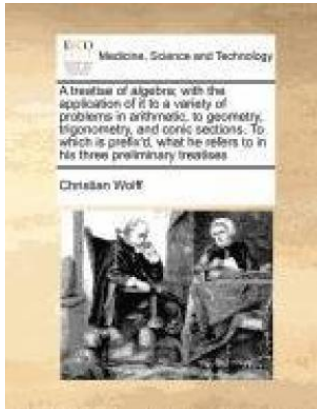 ECCO
Medicine, Science and Technology
A treatise of algebra; with the
application of it to a variety of
problems in arithmetic, to geometry,
trigonometry, and conic sections. To
which is prefix'd, what he refers to in
his three preliminary treatises
Christian Wolff